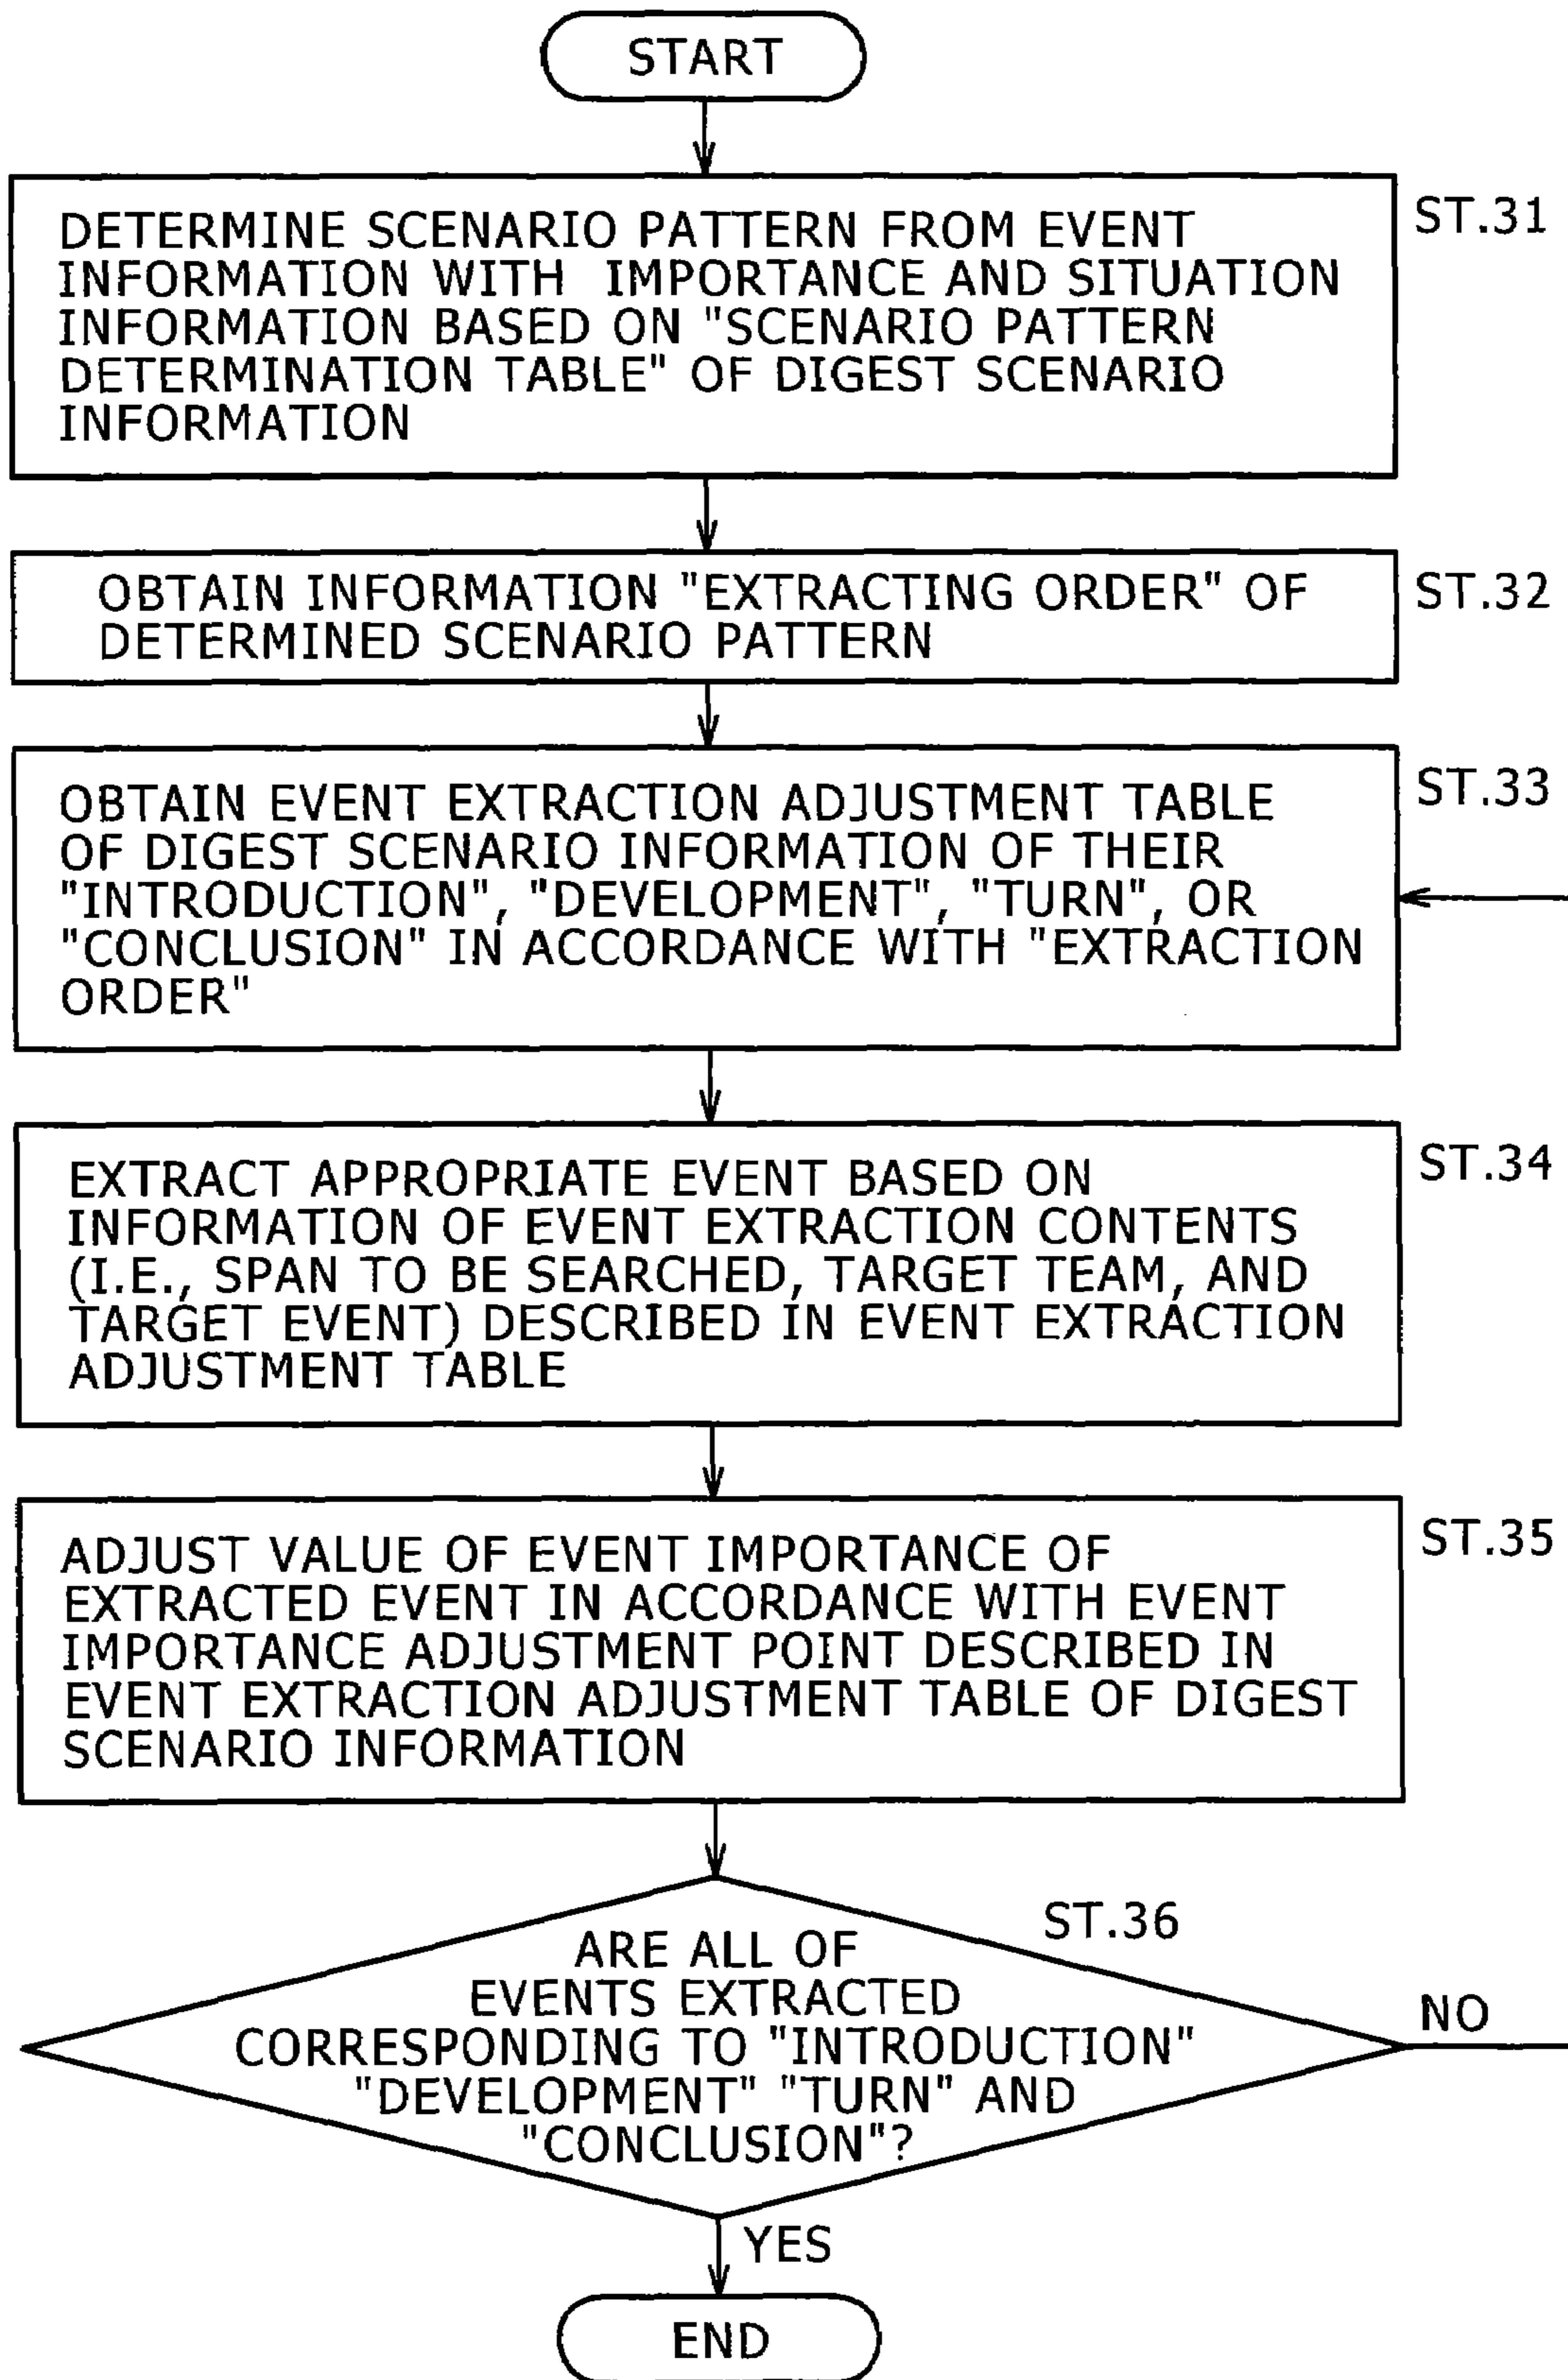 START
ST.31
DETERMINE SCENARIO PATTERN FROM EVENT
INFORMATION WITH IMPORTANCE AND SITUATION
INFORMATION BASED ON "SCENARIO PATTERN
DETERMINATION TABLE" OF DIGEST SCENARIO
INFORMATION
ST.32
OBTAIN INFORMATION "EXTRACTING ORDER" OF
DETERMINED SCENARIO PATTERN
ST.33
OBTAIN EVENT EXTRACTION ADJUSTMENT TABLE
OF DIGEST SCENARIO INFORMATION OF THEIR
"INTRODUCTION", "DEVELOPMENT", "TURN", OR
"CONCLUSION" IN ACCORDANCE WITH "EXTRACTION
ORDER"
ST.34
EXTRACT APPROPRIATE EVENT BASED ON
INFORMATION OF EVENT EXTRACTION CONTENTS
(I.E., SPAN TO BE SEARCHED, TARGET TEAM, AND
TARGET EVENT) DESCRIBED IN EVENT EXTRACTION
ADJUSTMENT TABLE
ST.35
ADJUST VALUE OF EVENT IMPORTANCE OF
EXTRACTED EVENT IN ACCORDANCE WITH EVENT
IMPORTANCE ADJUSTMENT POINT DESCRIBED IN
EVENT EXTRACTION ADJUSTMENT TABLE OF DIGEST
SCENARIO INFORMATION
ST.36
ARE ALL OF
EVENTS EXTRACTED
CORRESPONDING TO "INTRODUCTION"
"DEVELOPMENT" "TURN" AND
"CONCLUSION"?
NO
YES
END